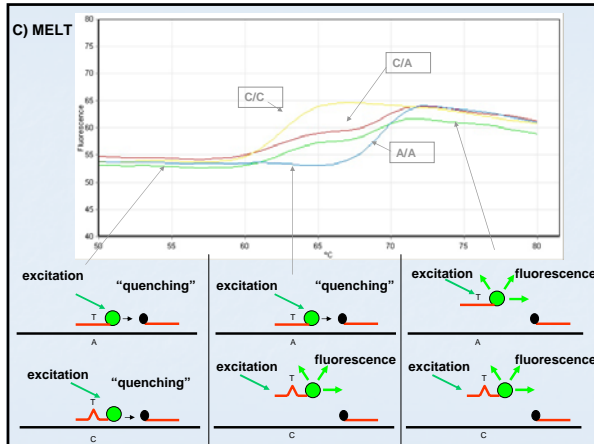 C) MELT
80
75
70
65
60
55
50
45
40
Fluorescence
C/C
C/A
A/A
50
55
60
65
70
75
80
°C
excitation
“quenching”
T
A
excitation
“quenching”
T
A
excitation
fluorescence
T
A
excitation
“quenching”
T
C
excitation
fluorescence
T
C
excitation
fluorescence
T
C